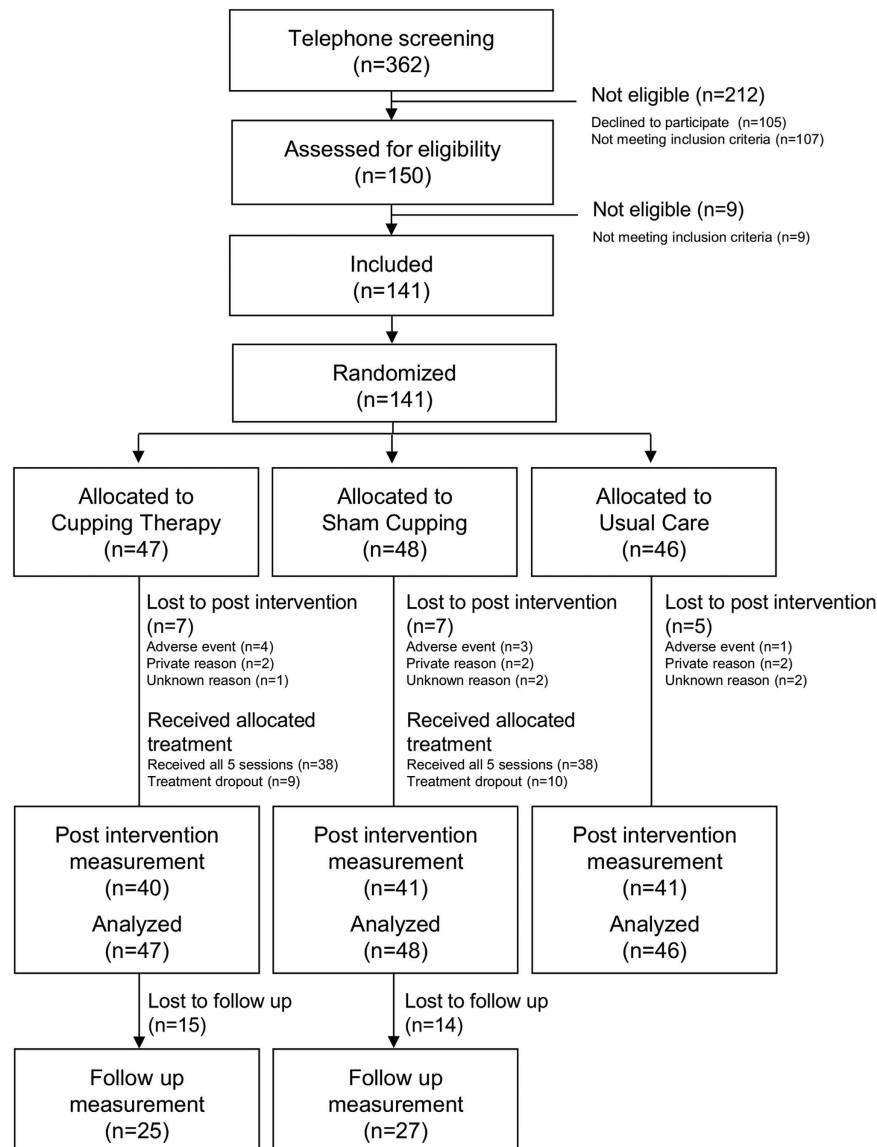 Telephone screening
(n=362)
Not eligible (n=212)
Declined to participate (n=105)
Not meeting inclusion criteria (n=107)
Assessed for eligibility
(n=150)
Not eligible (n=9)
Not meeting inclusion criteria (n=9)
Included
(n=141)
Randomized
(n=141)
Allocated to
Cupping Therapy
(n=47)
Allocated to
Sham Cupping
(n=48)
Allocated to
Usual Care
(n=46)
Lost to post intervention
(n=7)
Adverse event (n=4)
Private reason (n=2)
Unknown reason (n=1)
Received allocated
treatment
Received all 5 sessions (n=38)
Treatment dropout (n=9)
Lost to post intervention
(n=7)
Adverse event (n=3)
Private reason (n=2)
Unknown reason (n=2)
Received allocated
treatment
Received all 5 sessions (n=38)
Treatment dropout (n=10)
Lost to post intervention
(n=5)
Adverse event (n=1)
Private reason (n=2)
Unknown reason (n=2)
Post intervention
measurement
(n=40)
Analyzed
(n=47)
Post intervention
measurement
(n=41)
Analyzed
(n=48)
Post intervention
measurement
(n=41)
Analyzed
(n=46)
Lost to follow up
(n=15)
Lost to follow up
(n=14)
Follow up
measurement
(n=25)
Follow up
measurement
(n=27)